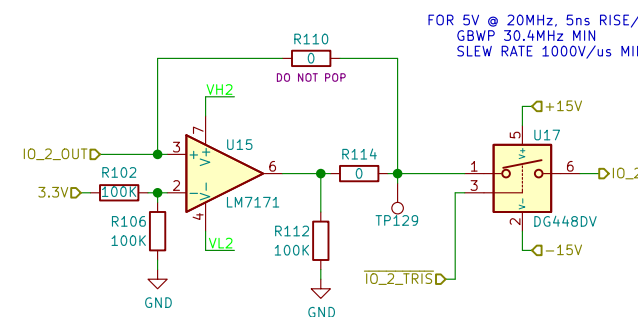 FOR 5V @ 20MHz, 5ns RISE/
GBWP 30.4MHz MIN
SLEW RATE 1000V/us MI
R110
0
DO NOT POP
VH2
7
U15
IO_2_OUT
3
+
V+
6
R102
100K
3.3V
2
-
V-
4
LM7171
VL2
R106
100K
GND
R112
100K
GND
R114
0
TP129
IO_2_TRIS
+15V
5
U17
V+
1
6
IO_2
3
V-
2
DG448DV
-15V